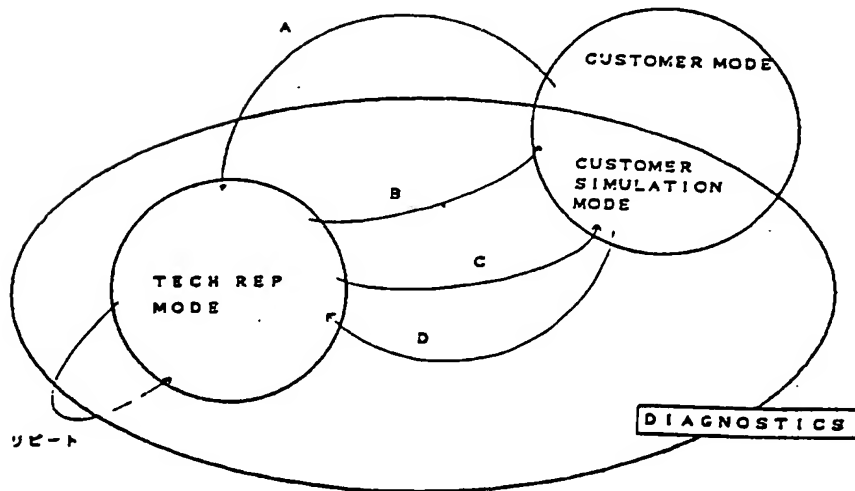 A
CUSTOMER MODE
CUSTOMER
SIMULATION
MODE
B
C
TECH REP
MODE
D
リピート
DIAGNOSTICS